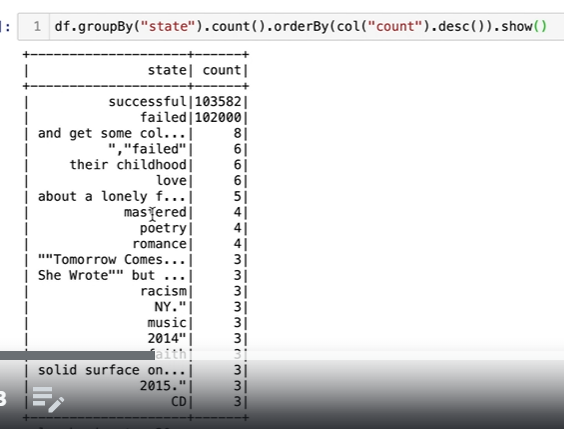 ]: 1 df.groupBy("state").count().orderBy(col("count").desc()).show()
+--------------------+------+
| state| count|
+--------------------+------+
| successful|103582|
| failed|102000|
| and get some col...| 8|
| ","failed"| 6|
| their childhood| 6|
| love| 6|
| about a lonely f...| 5|
| mastered| 4|
| poetry| 4|
| romance| 4|
| ""Tomorrow Comes...| 3|
| She Wrote"" but ...| 3|
| racism| 3|
| NY."| 3|
| music| 3|
| 2014"| 3|
| faith| 3|
| solid surface on...| 3|
| 2015."| 3|
| CD| 3|
+--------------------+------+